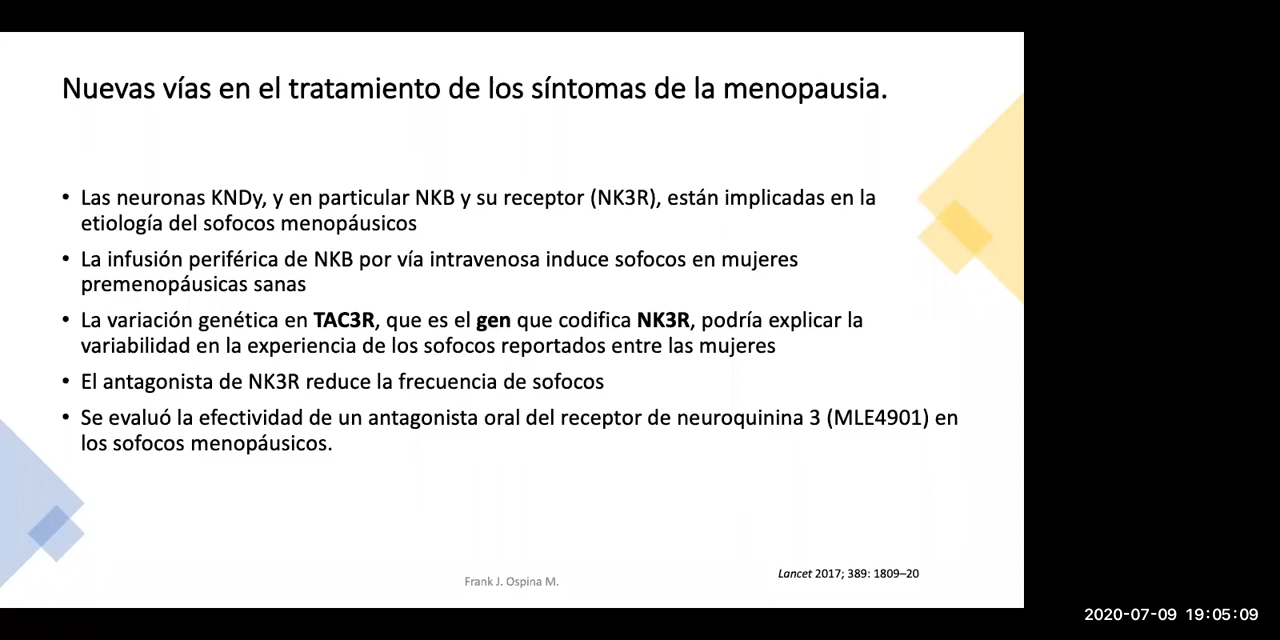 Nuevas vías en el tratamiento de los síntomas de la menopausia.
• Las neuronas KNDy, y en particular NKB y su receptor (NK3R), están implicadas en la
etiología del sofocos menopáusicos
• La infusión periférica de NKB por vía intravenosa induce sofocos en mujeres
premenopáusicas sanas
• La variación genética en TAC3R, que es el gen que codifica NK3R, podría explicar la
variabilidad en la experiencia de los sofocos reportados entre las mujeres
• El antagonista de NK3R reduce la frecuencia de sofocos
• Se evaluó la efectividad de un antagonista oral del receptor de neuroquinina 3 (MLE4901) en
los sofocos menopáusicos.
Lancet 2017; 389: 1809–20
Frank J. Ospina M.
2020-07-09 19:05:09